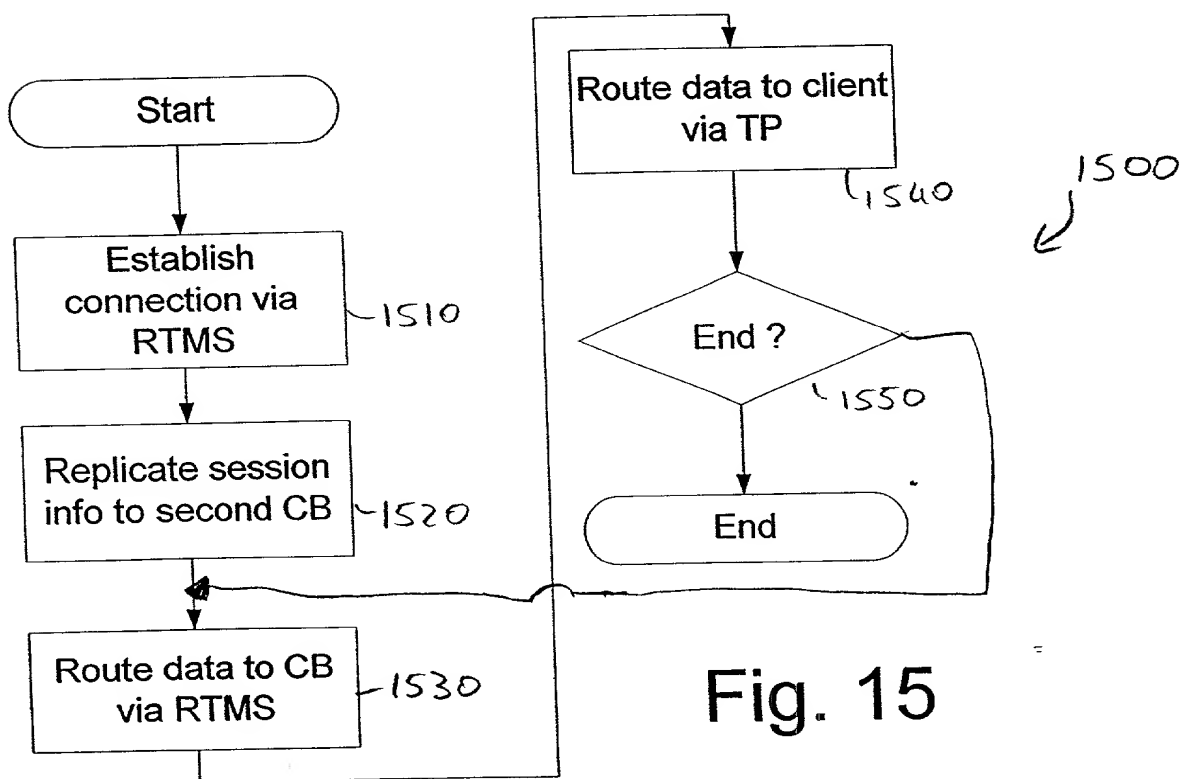 Start
Establish
connection via
RTMS
1510
Replicate session
info to second CB
1520
Route data to CB
via RTMS
1530
Route data to client
via TP
1540
1500
End ?
1550
End
Fig. 15